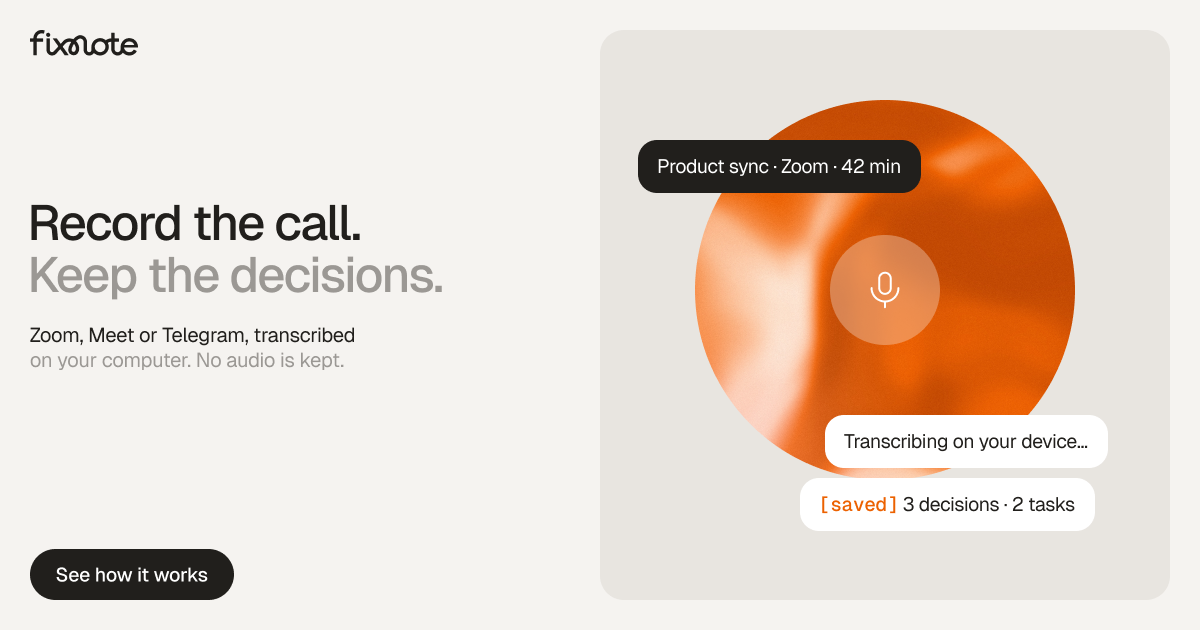 fixnote
Record the call.
Keep the decisions.
Zoom, Meet or Telegram, transcribed
on your computer. No audio is kept.
See how it works
Product sync · Zoom · 42 min
Transcribing on your device...
[saved] 3 decisions · 2 tasks